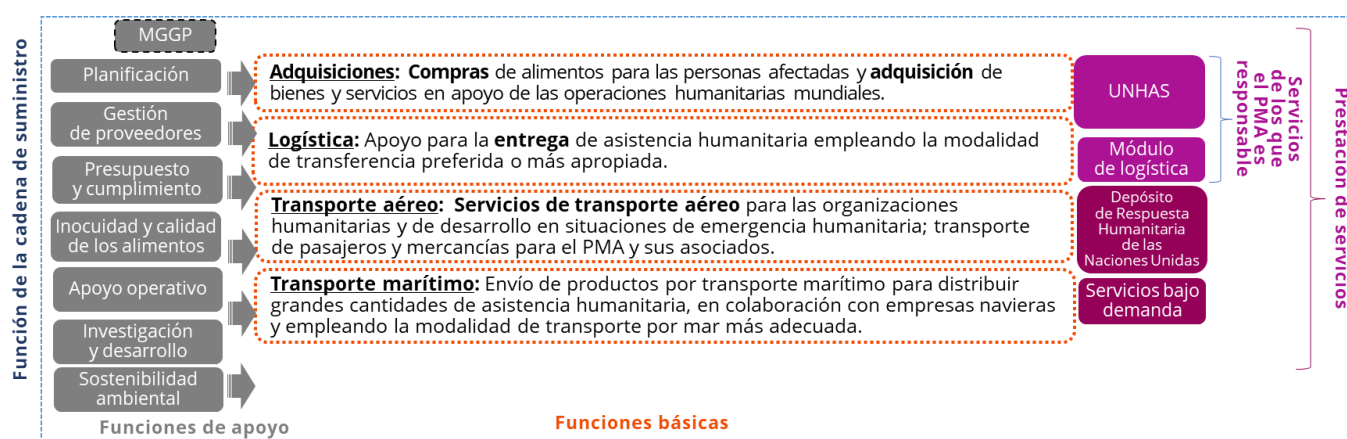 Función de la cadena de suministro
MGGP
Planificación
Gestión
de proveedores
Presupuesto
y cumplimiento
Inocuidad y calidad
de los alimentos
Apoyo operativo
Investigación
y desarrollo
Sostenibilidad
ambiental
Funciones de apoyo
Adquisiciones: Compras de alimentos para las personas afectadas y adquisición de
bienes y servicios en apoyo de las operaciones humanitarias mundiales.
Logística: Apoyo para la entrega de asistencia humanitaria empleando la modalidad
de transferencia preferida o más apropiada.
Transporte aéreo: Servicios de transporte aéreo para las organizaciones
humanitarias y de desarrollo en situaciones de emergencia humanitaria; transporte
de pasajeros y mercancías para el PMA y sus asociados.
Transporte marítimo: Envío de productos por transporte marítimo para distribuir
grandes cantidades de asistencia humanitaria, en colaboración con empresas navieras
y empleando la modalidad de transporte por mar más adecuada.
Funciones básicas
UNHAS
Módulo
de logística
Depósito
de Respuesta
Humanitaria
de las
Naciones Unidas
Servicios bajo
demanda
Servicios
de los que
el PMA es
responsable
Prestación de servicios